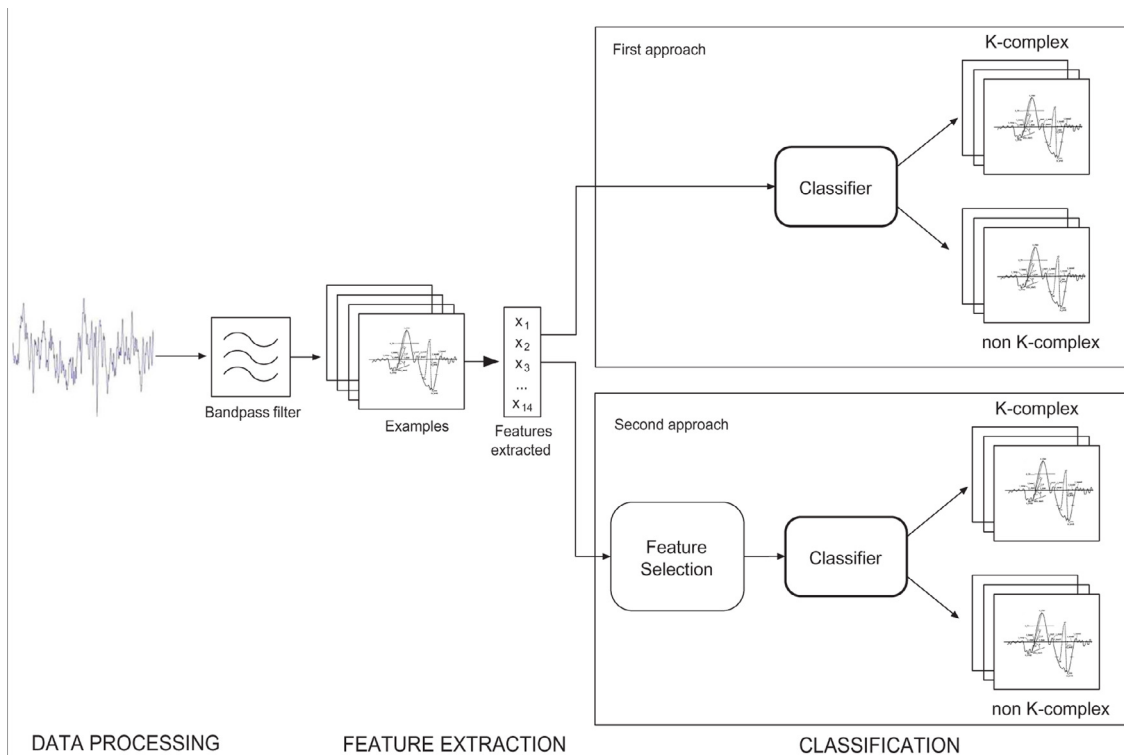 First approach
K-complex
Classifier
non K-complex
Bandpass filter
Examples
x1
x2
x3
...
x14
Features
extracted
Second approach
K-complex
Feature
Selection
Classifier
non K-complex
DATA PROCESSING
FEATURE EXTRACTION
CLASSIFICATION